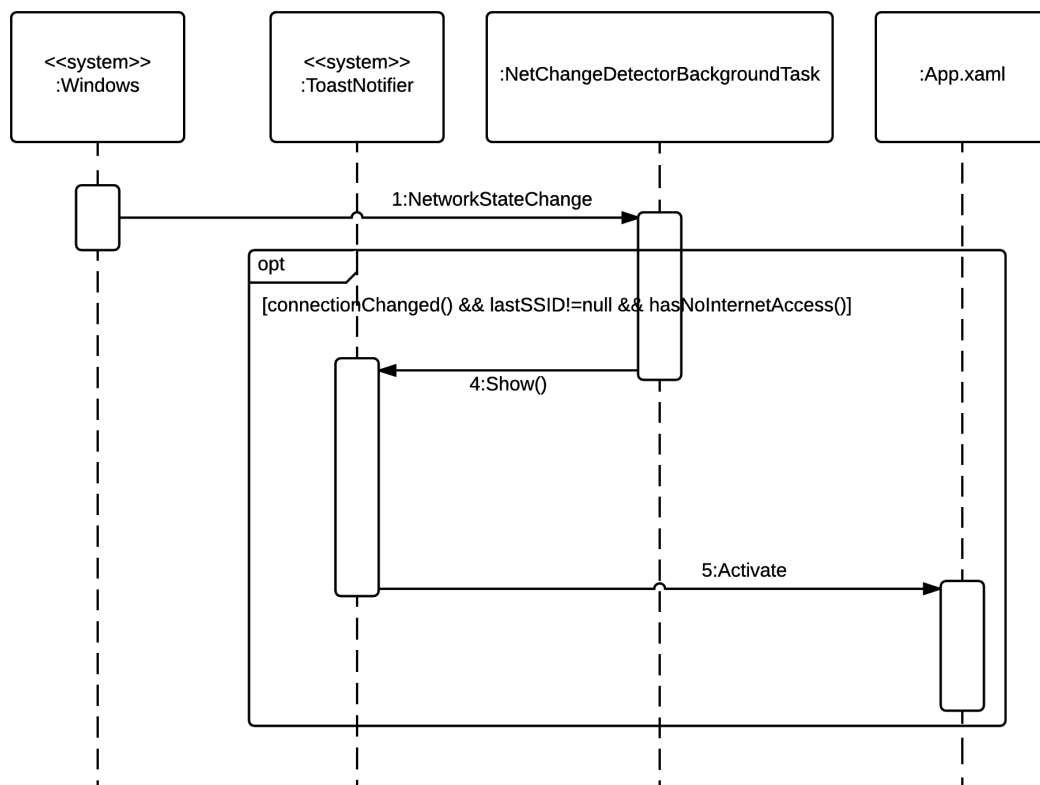 <<system>>
:Windows
<<system>>
:ToastNotifier
:NetChangeDetectorBackgroundTask
:App.xaml
1:NetworkStateChange
opt
[connectionChanged() && lastSSID!=null && hasNoInternetAccess()]
4:Show()
5:Activate